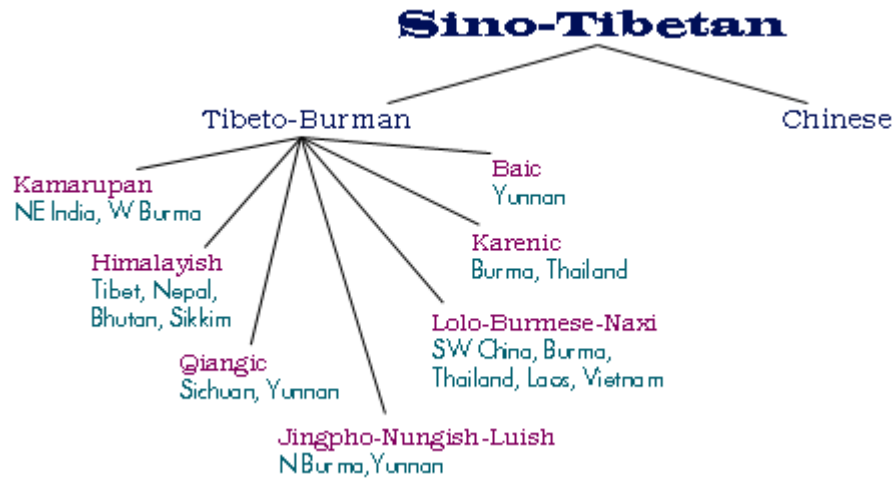 Sino-Tibetan
Tibeto-Burman
Chinese
Kamarupan
NE India, W Burma
Himalayish
Tibet, Nepal,
Bhutan, Sikkim
Qiangic
Sichuan, Yunnan
Jingpho-Nungish-Luish
N Burma, Yunnan
Lolo-Burmese-Naxi
SW China, Burma,
Thailand, Laos, Vietnam
Karenic
Burma, Thailand
Baic
Yunnan